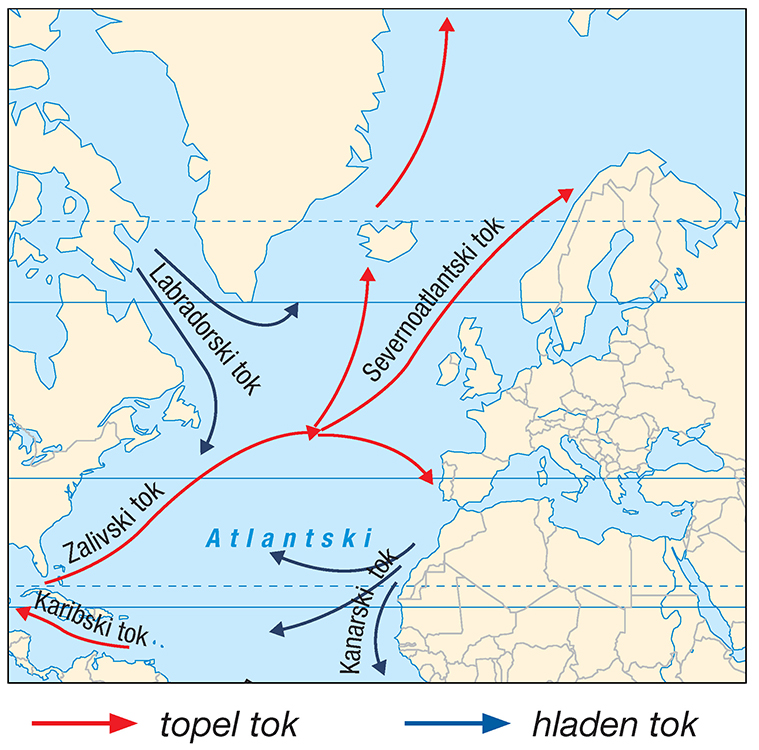 Severnoatlantski tok
Labradorski tok
Zalivski tok
Atlantski
Karibski tok
Kanarski tok
topel tok
hladen tok